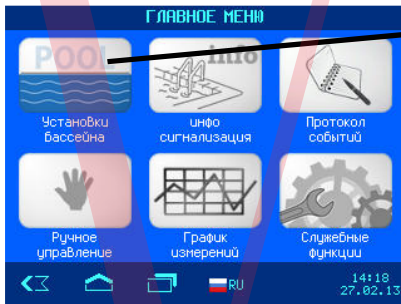 ГЛАВНОЕ МЕНЮ
POOL
info
Установки
бассейна
инфо
сигнализация
Протокол
событий
Ручное
управление
График
измерений
Служебные
функции
RU
14:18
27.02.13